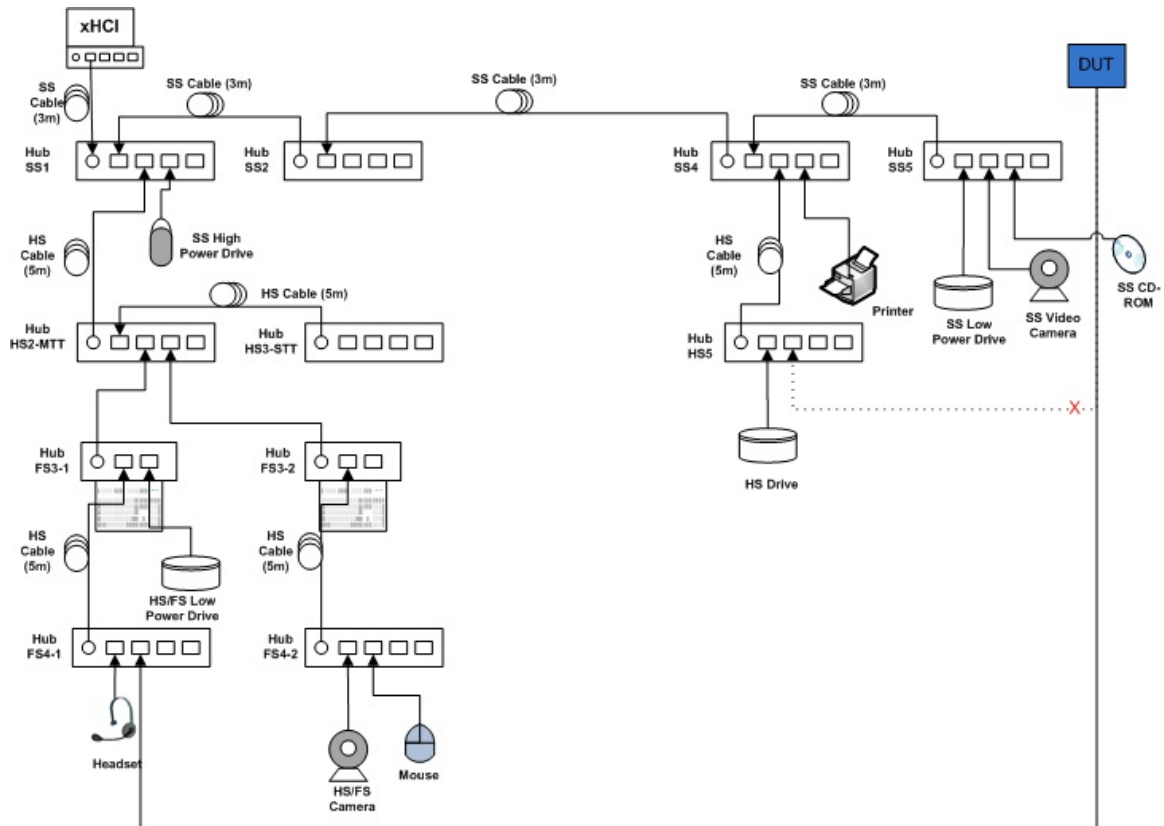 xHCI
DUT
SS
Cable
(3m)
SS Cable (3m)
SS Cable (3m)
SS Cable (3m)
Hub
SS1
Hub
SS2
Hub
SS4
Hub
SS5
HS
Cable
(5m)
SS High
Power Drive
HS
Cable
(5m)
Printer
SS Low
Power Drive
SS Video
Camera
SS CD-
ROM
HS Cable (5m)
Hub
HS2-MTT
Hub
HS3-STT
Hub
HS5
X
Hub
FS3-1
Hub
FS3-2
HS Drive
HS
Cable
(5m)
HS
Cable
(5m)
HS/FS Low
Power Drive
Hub
FS4-1
Hub
FS4-2
Headset
HS/FS
Camera
Mouse